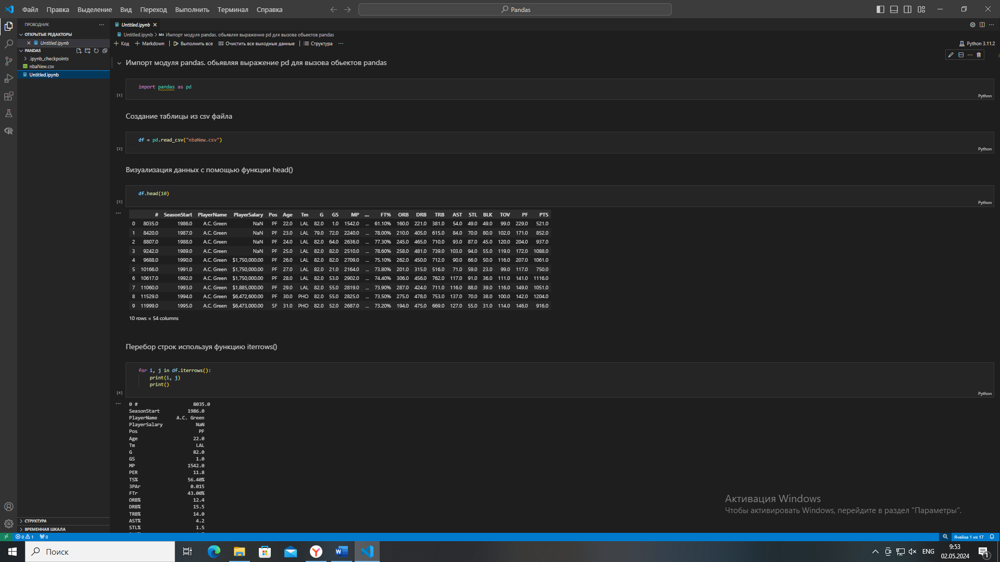 Файл Правка Выделение Вид Переход Выполнить Терминал Справка
Pandas
ПРОВОДНИК
ОТКРЫТЫЕ РЕДАКТОРЫ
Untitled.ipynb
PANDAS
.ipynb_checkpoints
nbaNew.csv
Untitled.ipynb
СТРУКТУРА
ВРЕМЕННАЯ ШКАЛА
Untitled.ipynb
Untitled.ipynb > M↓ Импорт модуля pandas. обьявляя выражение pd для вызова обьектов pandas
+ Код + Markdown Выполнить все Очистить все выходные данные Структура ...
Python 3.11.2
Импорт модуля pandas. обьявляя выражение pd для вызова обьектов pandas
import pandas as pd
[1]
Python
Создание таблицы из csv файла
df = pd.read_csv("nbaNew.csv")
[2]
Python
Визуализация данных с помощью функции head()
df.head(10)
[3]
Python
# SeasonStart PlayerName PlayerSalary Pos Age Tm G GS MP ... FT% ORB DRB TRB AST STL BLK TOV PF PTS
0 8035.0 1986.0 A.C. Green NaN PF 22.0 LAL 82.0 1.0 1542.0 ... 61.10% 160.0 221.0 381.0 54.0 49.0 49.0 99.0 229.0 521.0
1 8420.0 1987.0 A.C. Green NaN PF 23.0 LAL 79.0 72.0 2240.0 ... 78.00% 210.0 405.0 615.0 84.0 70.0 80.0 102.0 171.0 852.0
2 8807.0 1988.0 A.C. Green NaN PF 24.0 LAL 82.0 64.0 2636.0 ... 77.30% 245.0 465.0 710.0 93.0 87.0 45.0 120.0 204.0 937.0
3 9242.0 1989.0 A.C. Green NaN PF 25.0 LAL 82.0 82.0 2510.0 ... 78.60% 258.0 481.0 739.0 103.0 94.0 55.0 119.0 172.0 1088.0
4 9688.0 1990.0 A.C. Green $1,750,000.00 PF 26.0 LAL 82.0 82.0 2709.0 ... 75.10% 262.0 450.0 712.0 90.0 66.0 50.0 116.0 207.0 1061.0
5 10166.0 1991.0 A.C. Green $1,750,000.00 PF 27.0 LAL 82.0 21.0 2164.0 ... 73.80% 201.0 315.0 516.0 71.0 59.0 23.0 99.0 117.0 750.0
6 10617.0 1992.0 A.C. Green $1,750,000.00 PF 28.0 LAL 82.0 53.0 2902.0 ... 74.40% 306.0 456.0 762.0 117.0 91.0 36.0 111.0 141.0 1116.0
7 11060.0 1993.0 A.C. Green $1,885,000.00 PF 29.0 LAL 82.0 55.0 2819.0 ... 73.90% 287.0 424.0 711.0 116.0 88.0 39.0 116.0 149.0 1051.0
8 11529.0 1994.0 A.C. Green $6,472,600.00 PF 30.0 PHO 82.0 55.0 2825.0 ... 73.50% 275.0 478.0 753.0 137.0 70.0 38.0 100.0 142.0 1204.0
9 11999.0 1995.0 A.C. Green $6,473,000.00 SF 31.0 PHO 82.0 52.0 2687.0 ... 73.20% 194.0 475.0 669.0 127.0 55.0 31.0 114.0 146.0 916.0
10 rows × 54 columns
Перебор строк используя функцию iterrows()
for i, j in df.iterrows():
print(i, j)
print()
[4]
Python
0 # 8035.0
SeasonStart 1986.0
PlayerName A.C. Green
PlayerSalary NaN
Pos PF
Age 22.0
Tm LAL
G 82.0
GS 1.0
MP 1542.0
PER 11.8
TS% 56.40%
3PAr 0.015
FTr 43.00%
ORB% 12.4
DRB% 15.5
TRB% 14.0
AST% 4.2
STL% 1.5
Активация Windows
Чтобы активировать Windows, перейдите в раздел "Параметры".
0 1 0
Ячейка 1 из 17
Поиск
ENG
9:53
02.05.2024
1